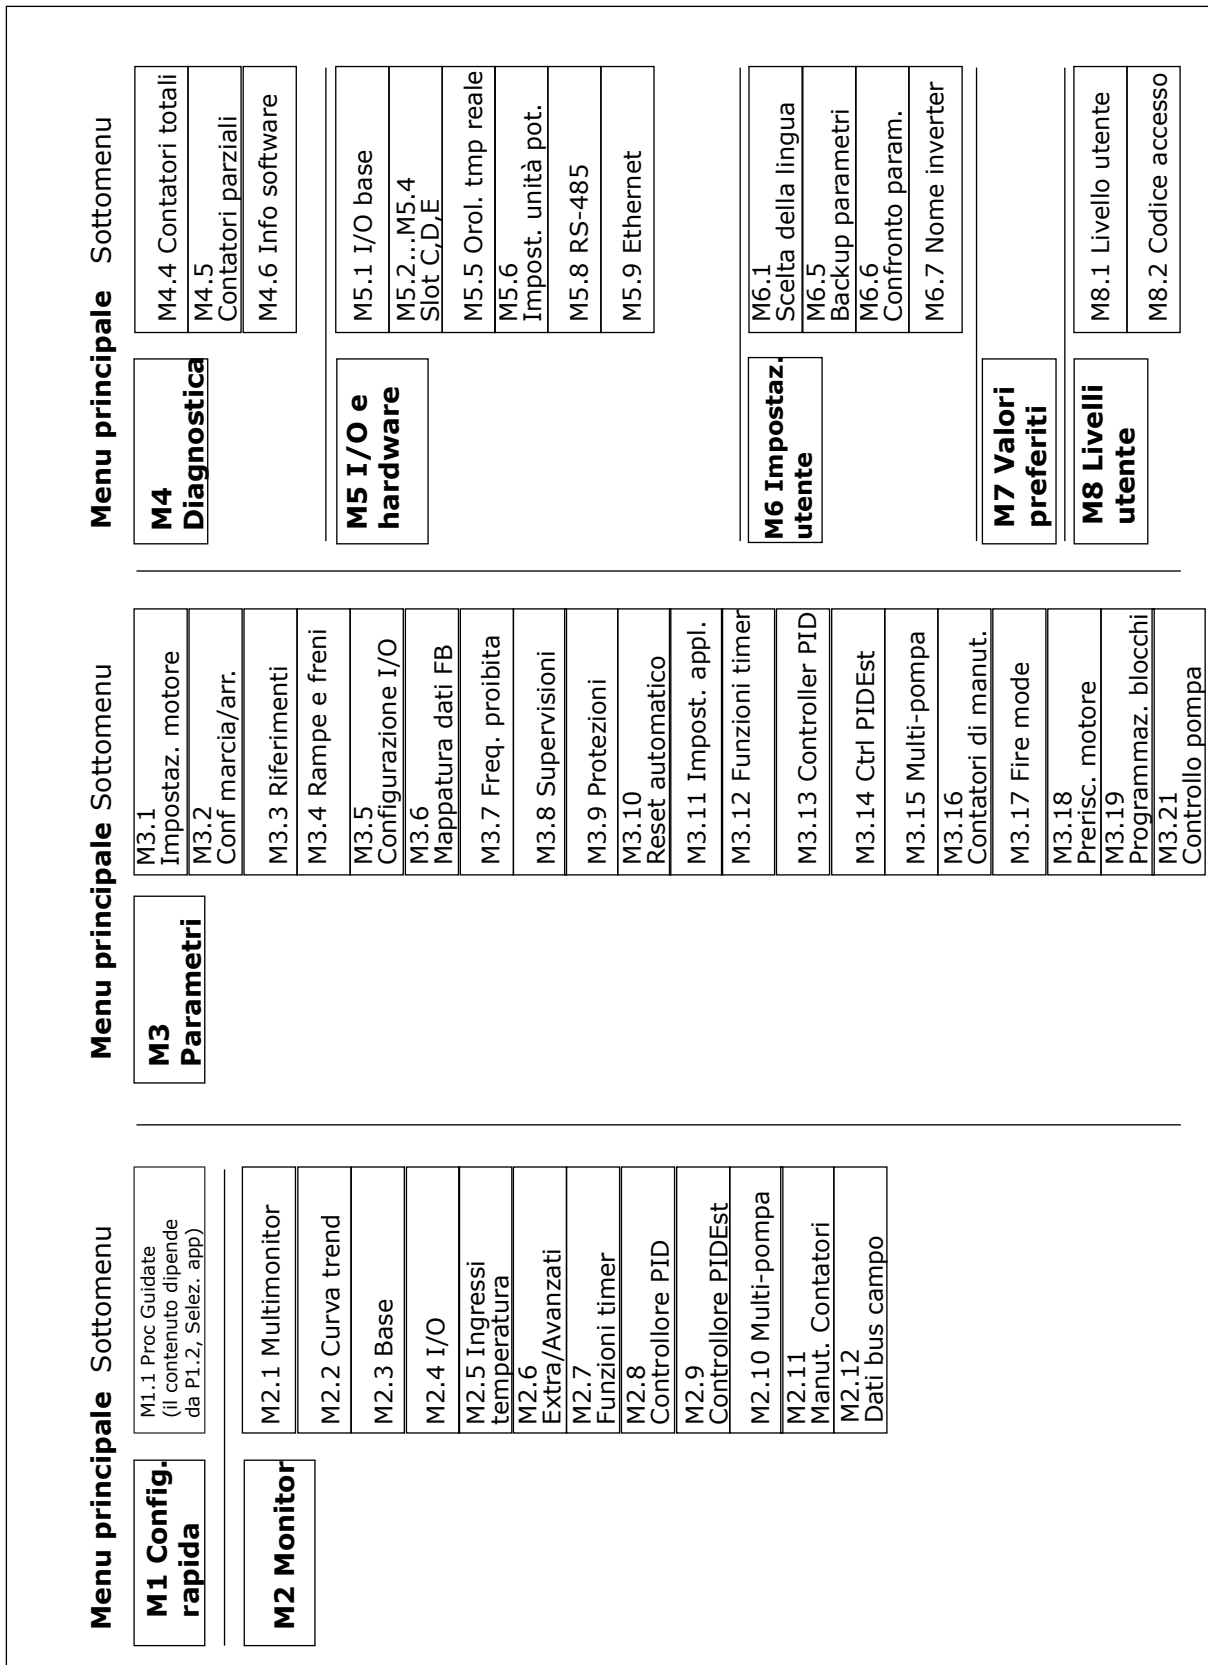 Menu principale Sottomenu
M1 Config.
rapida
M1.1 Proc Guidate
(il contenuto dipende
da P1.2, Selez. app)
M2 Monitor
M2.1 Multimonitor
M2.2 Curva trend
M2.3 Base
M2.4 I/O
M2.5 Ingressi
temperatura
M2.6
Extra/Avanzati
M2.7
Funzioni timer
M2.8
Controllore PID
M2.9
Controllore PIDEst
M2.10 Multi-pompa
M2.11
Manut. Contatori
M2.12
Dati bus campo
Menu principale Sottomenu
M3
Parametri
M3.1
Impostaz. motore
M3.2
Conf marcia/arr.
M3.3 Riferimenti
M3.4 Rampe e freni
M3.5
Configurazione I/O
M3.6
Mappatura dati FB
M3.7 Freq. proibita
M3.8 Supervisioni
M3.9 Protezioni
M3.10
Reset automatico
M3.11 Impost. appl.
M3.12 Funzioni timer
M3.13 Controller PID
M3.14 Ctrl PIDEst
M3.15 Multi-pompa
M3.16
Contatori di manut.
M3.17 Fire mode
M3.18
Prerisc. motore
M3.19
Programmaz. blocchi
M3.21
Controllo pompa
Menu principale Sottomenu
M4
Diagnostica
M4.4 Contatori totali
M4.5
Contatori parziali
M4.6 Info software
M5 I/O e
hardware
M5.1 I/O base
M5.2...M5.4
Slot C,D,E
M5.5 Orol. tmp reale
M5.6
Impost. unità pot.
M5.8 RS-485
M5.9 Ethernet
M6 Impostaz.
utente
M6.1
Scelta della lingua
M6.5
Backup parametri
M6.6
Confronto param.
M6.7 Nome inverter
M7 Valori
preferiti
M8 Livelli
utente
M8.1 Livello utente
M8.2 Codice accesso